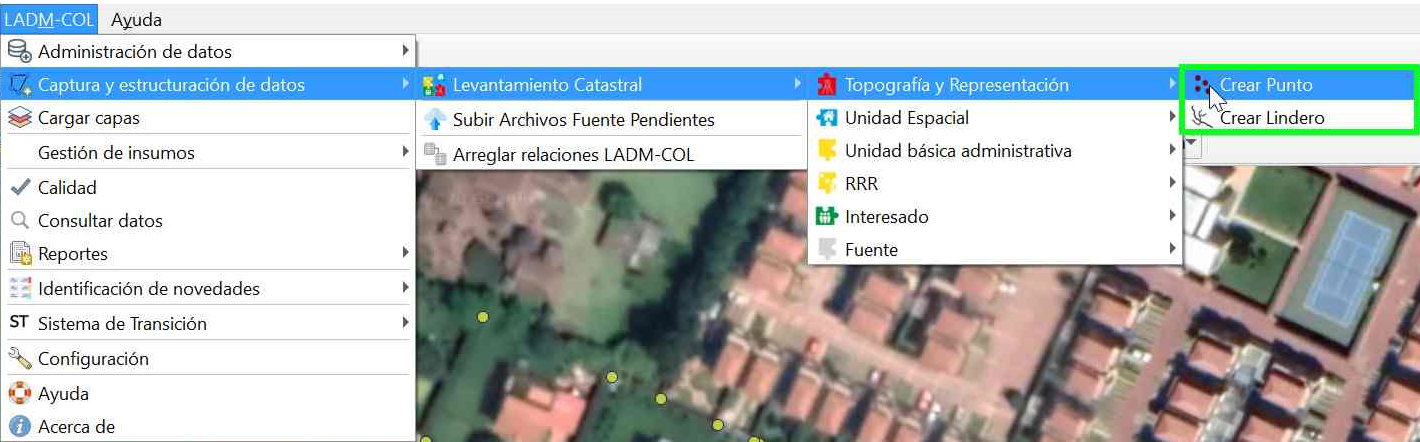 LADM-COL Ayuda
Administración de datos
Captura y estructuración de datos
Cargar capas
Gestión de insumos
Calidad
Consultar datos
Reportes
Identificación de novedades
ST Sistema de Transición
Configuración
Ayuda
Acerca de
Levantamiento Catastral
Subir Archivos Fuente Pendientes
Arreglar relaciones LADM-COL
Topografía y Representación
Unidad Espacial
Unidad básica administrativa
RRR
Interesado
Fuente
Crear Punto
Crear Lindero